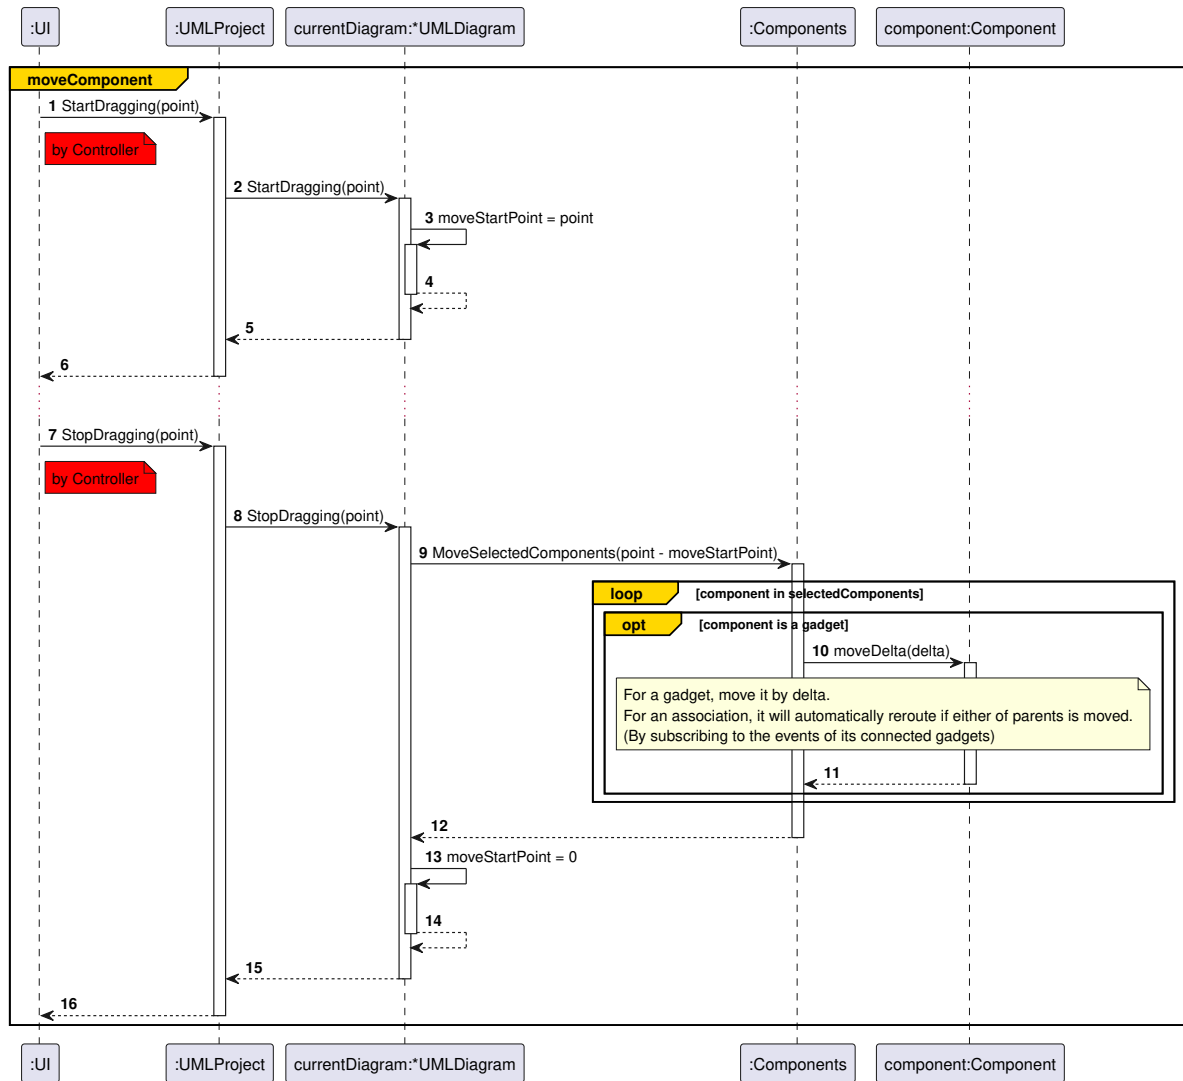 :UI
:UMLProject
currentDiagram:*UMLDiagram
:Components
component:Component
moveComponent
1 StartDragging(point)
by Controller
2 StartDragging(point)
3 moveStartPoint = point
4
5
6
7 StopDragging(point)
by Controller
8 StopDragging(point)
9 MoveSelectedComponents(point - moveStartPoint)
loop [component in selectedComponents]
opt [component is a gadget]
10 moveDelta(delta)
For a gadget, move it by delta.
For an association, it will automatically reroute if either of parents is moved.
(By subscribing to the events of its connected gadgets)
11
12
13 moveStartPoint = 0
14
15
16
:UI
:UMLProject
currentDiagram:*UMLDiagram
:Components
component:Component